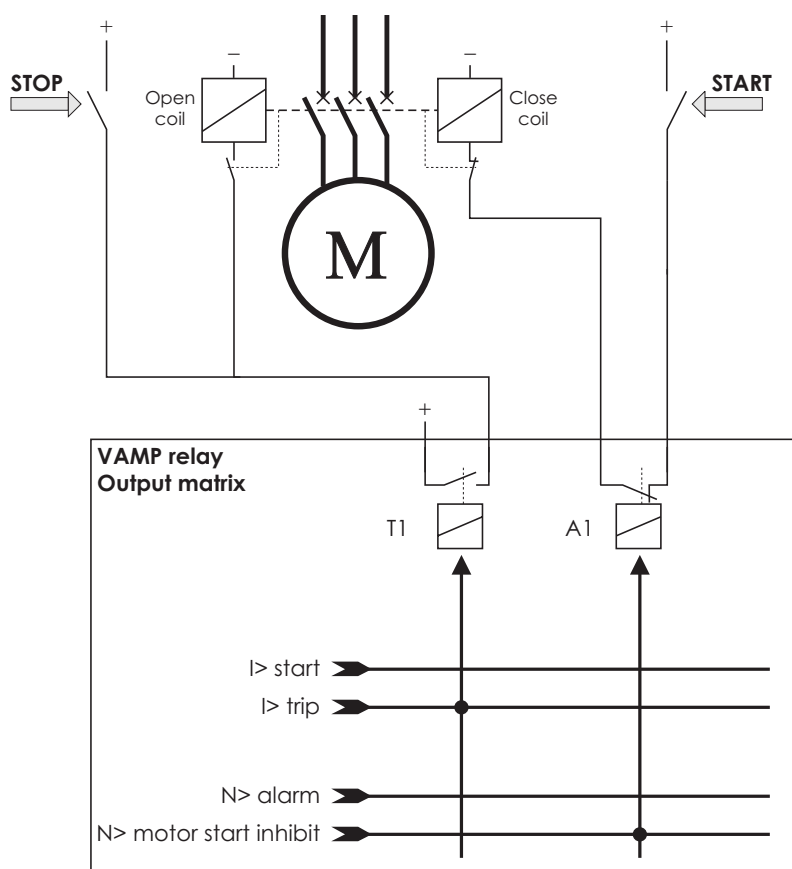 +
+
−
−
STOP
START
Open
coil
Close
coil
M
+
VAMP relay
Output matrix
T1
A1
I> start
I> trip
N> alarm
N> motor start inhibit